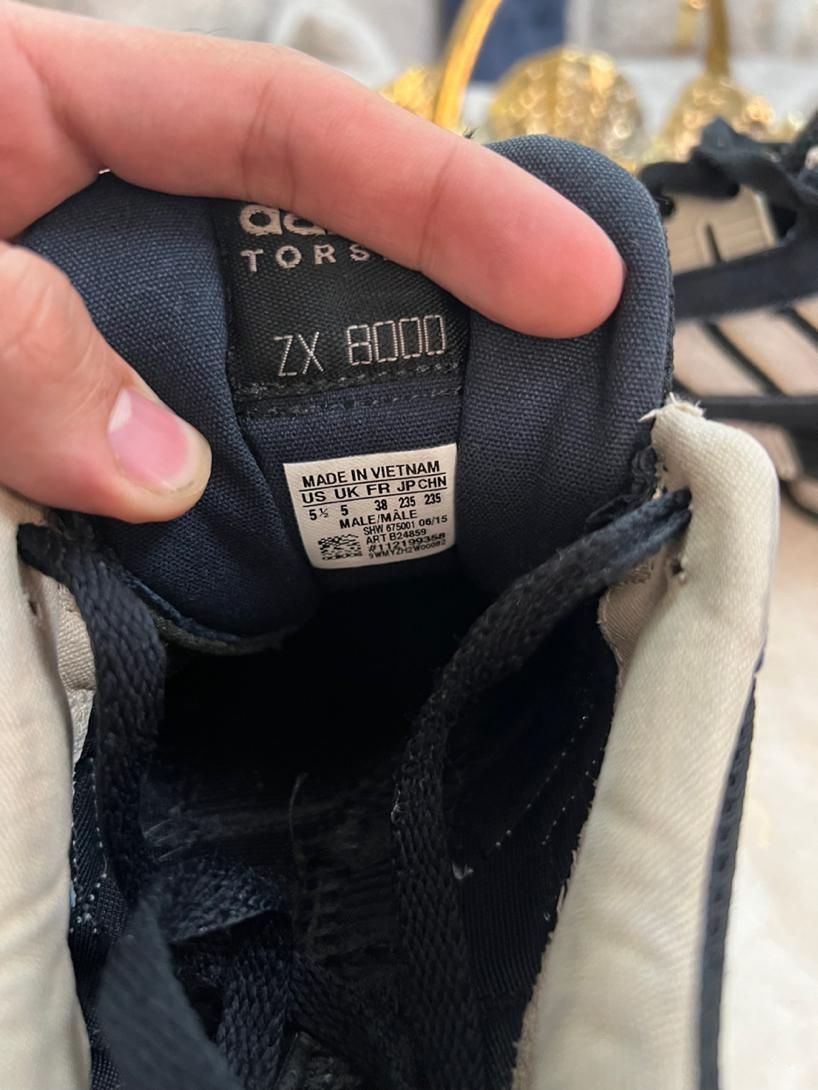 ZX 8000
MADE IN VIETNAM
US UK FR JP CHN
5½ 5 38 235 235
MALE/MÂLE
SHW 675001 06/15
ART B24859
#112199358
adidas